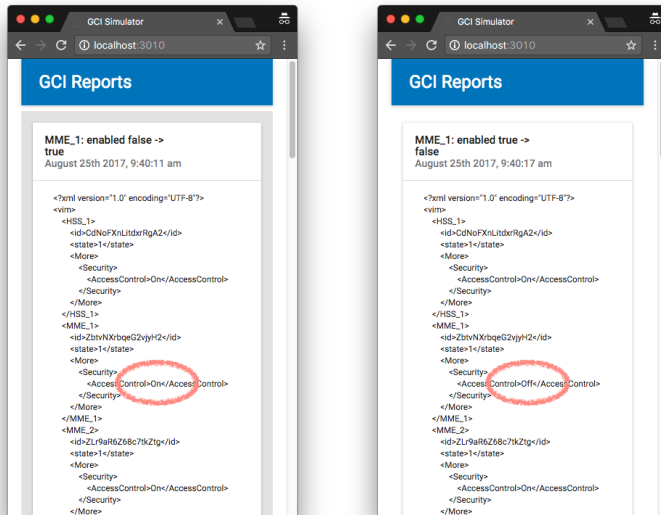 GCI Simulator
localhost:3010
GCI Reports
MME_1: enabled false ->
true
August 25th 2017, 9:40:11 am
<?xml version="1.0" encoding="UTF-8"?>
<vim>
<HSS_1>
<id>CdNoFXnLitdxrRgA2</id>
<state>1</state>
<More>
<Security>
<AccessControl>On</AccessControl>
</Security>
</More>
</HSS_1>
<MME_1>
<id>ZbtvNXrbqeG2vjyH2</id>
<state>1</state>
<More>
<Security>
<AccessControl>On</AccessControl>
</Security>
</More>
</MME_1>
<MME_2>
<id>ZLr9aR6Z68c7tkZtg</id>
<state>1</state>
<More>
<Security>
<AccessControl>On</AccessControl>
</Security>
</More>
GCI Simulator
localhost:3010
GCI Reports
MME_1: enabled true ->
false
August 25th 2017, 9:40:17 am
<?xml version="1.0" encoding="UTF-8"?>
<vim>
<HSS_1>
<id>CdNoFXnLitdxrRgA2</id>
<state>1</state>
<More>
<Security>
<AccessControl>On</AccessControl>
</Security>
</More>
</HSS_1>
<MME_1>
<id>ZbtvNXrbqeG2vjyH2</id>
<state>1</state>
<More>
<Security>
<AccessControl>Off</AccessControl>
</Security>
</More>
</MME_1>
<MME_2>
<id>ZLr9aR6Z68c7tkZtg</id>
<state>1</state>
<More>
<Security>
<AccessControl>On</AccessControl>
</Security>
</More>